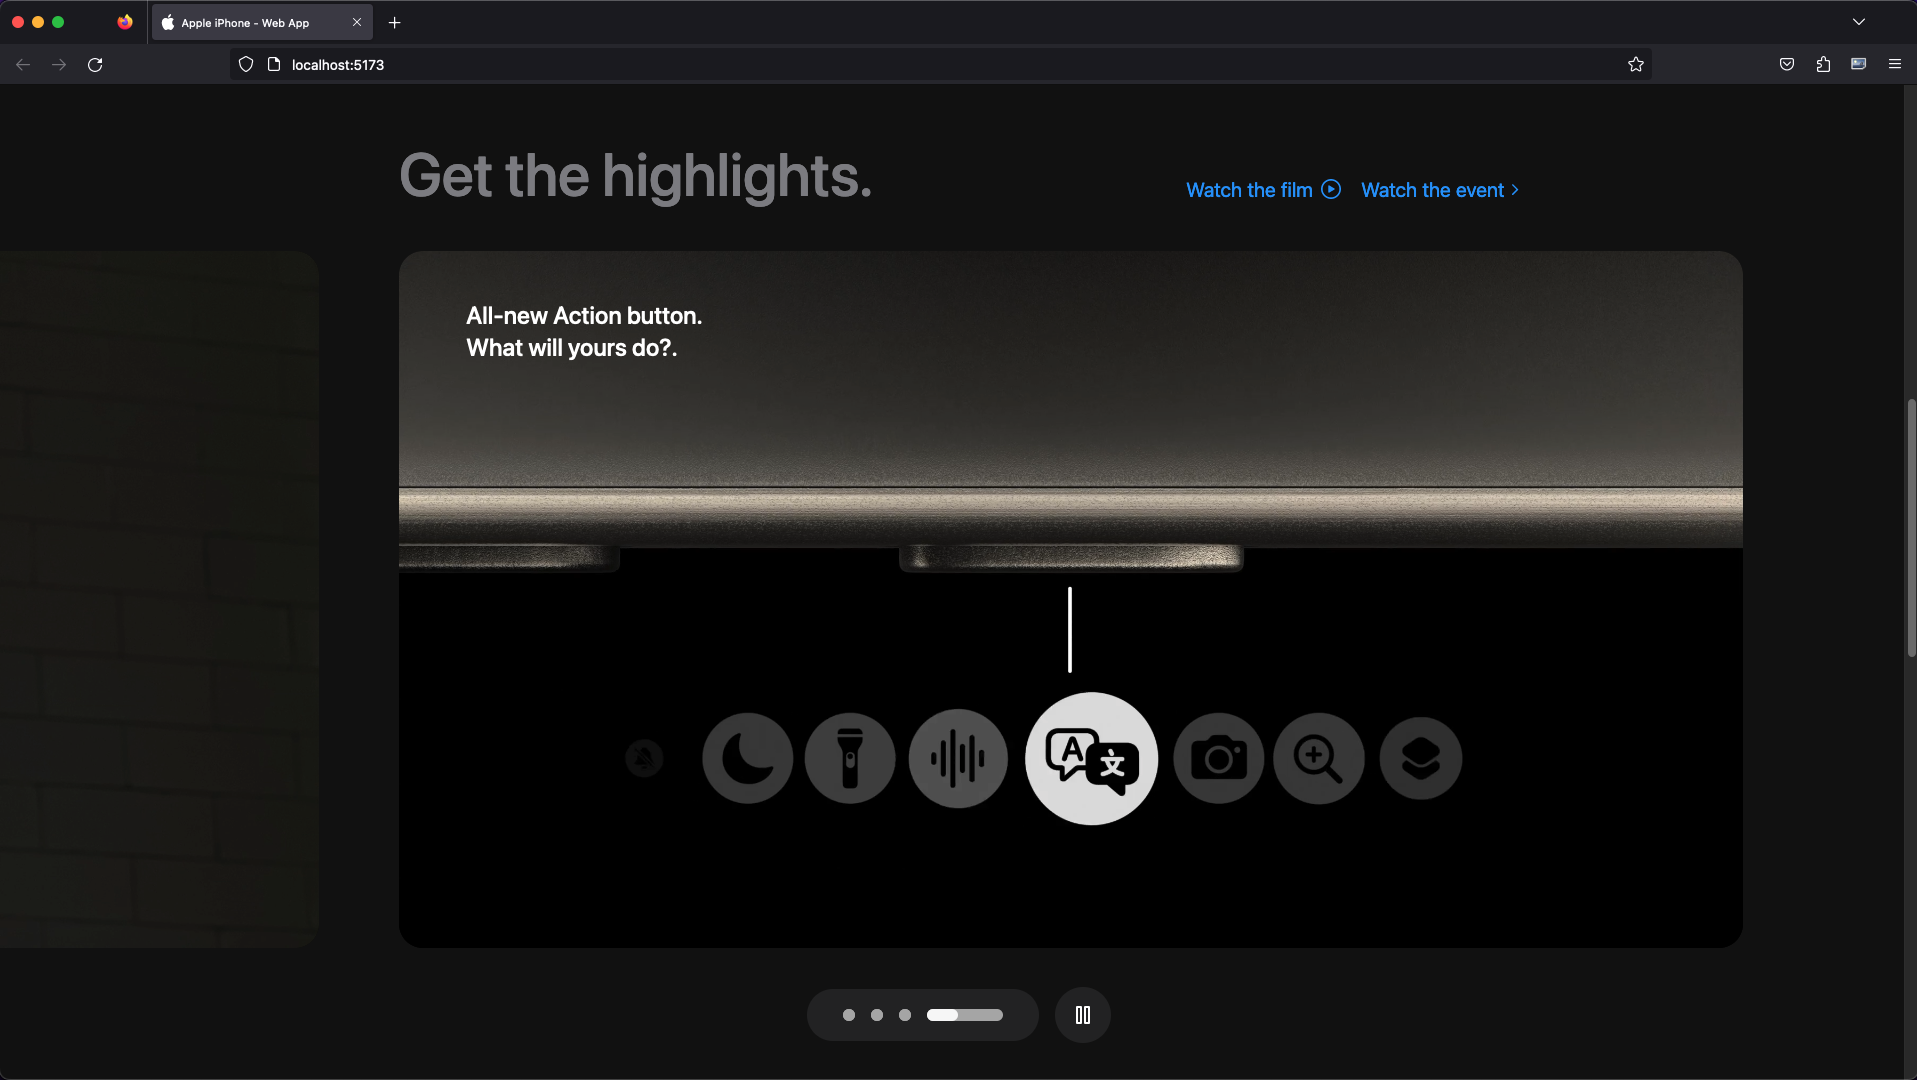 Apple iPhone - Web App
localhost:5173
Get the highlights.
Watch the film
Watch the event
All-new Action button.
What will yours do?.
A 文